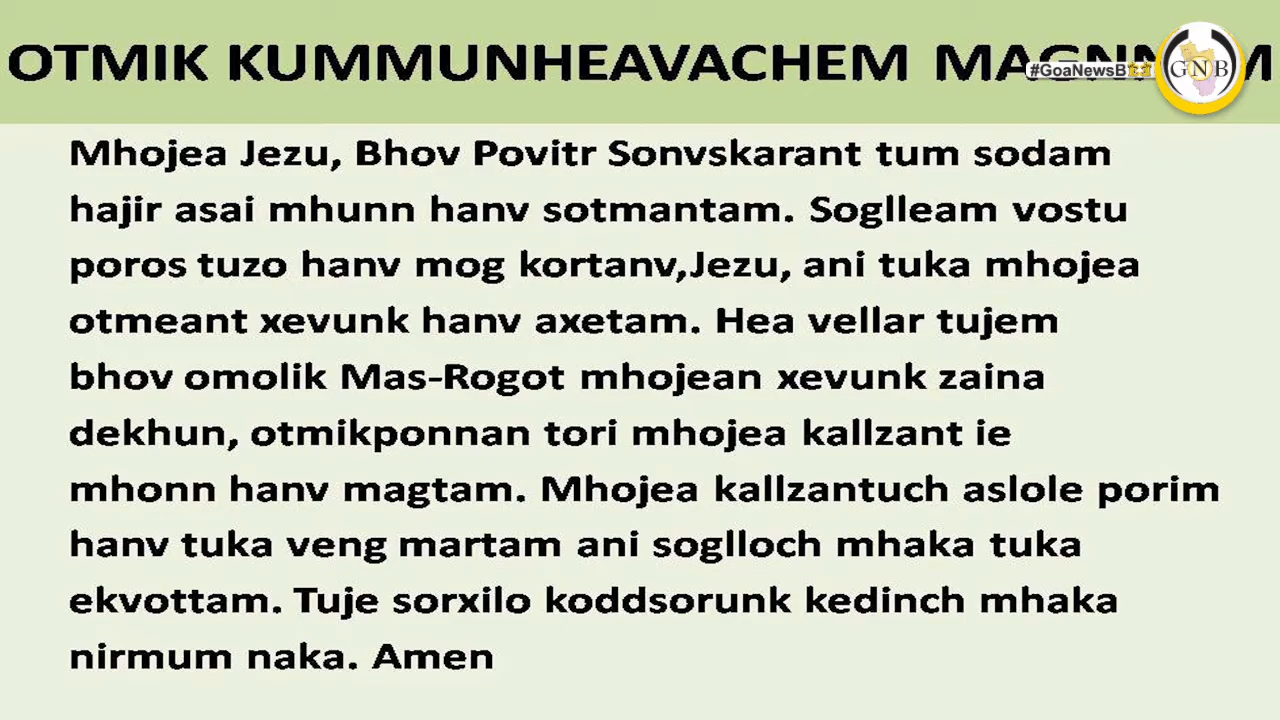 OTMIK KUMMUNHEAVACHEM
#GoaNewsB
GNB
Mhojea Jezu, Bhov Povitr Sonvskarant tum sodam
hajir asai mhunn hanv sotmantam. Soglleam vostu
poros tuzo hanv mog kortanv,Jezu, ani tuka mhojea
otmeant xevunk hanv axetam. Hea vellar tujem
bhov omolik Mas-Rogot mhojean xevunk zaina
dekhun, otmikponnan tori mhojea kallzant ie
mhonn hanv magtam. Mhojea kallzantuch aslole porim
hanv tuka veng martam ani soglloch mhaka tuka
ekvottam. Tuje sorxilo koddsorunk kedinch mhaka
nirmum naka. Amen